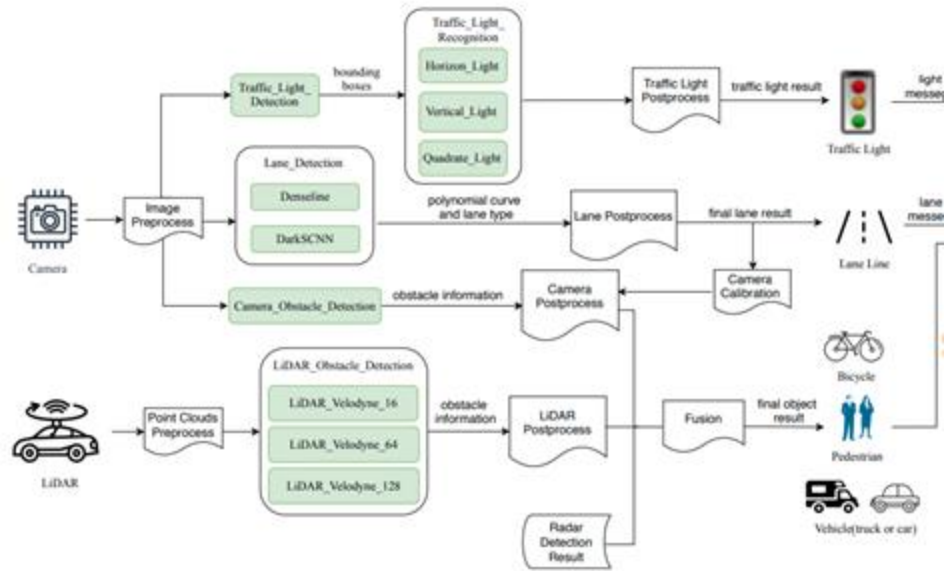 Traffic_Light_
Recognition
Horizon_Light
Vertical_Light
Quadrate_Light
Traffic_Light_
Detection
bounding
boxes
Traffic Light
Postprocess
traffic light result
Traffic Light
light
messeg
Lane_Detection
Denseline
DarkSCNN
Image
Preprocess
Camera
polynomial curve
and lane type
Lane Postprocess
final lane result
Lane Line
lane
messeg
Camera_Obstacle_Detection
obstacle information
Camera
Postprocess
Camera
Calibration
Bicycle
LiDAR_Obstacle_Detection
LiDAR_Velodyne_16
LiDAR_Velodyne_64
LiDAR_Velodyne_128
Point Clouds
Preprocess
LiDAR
obstacle
information
LiDAR
Postprocess
Fusion
final object
result
Pedestrian
Vehicle(truck or car)
Radar
Detection
Result